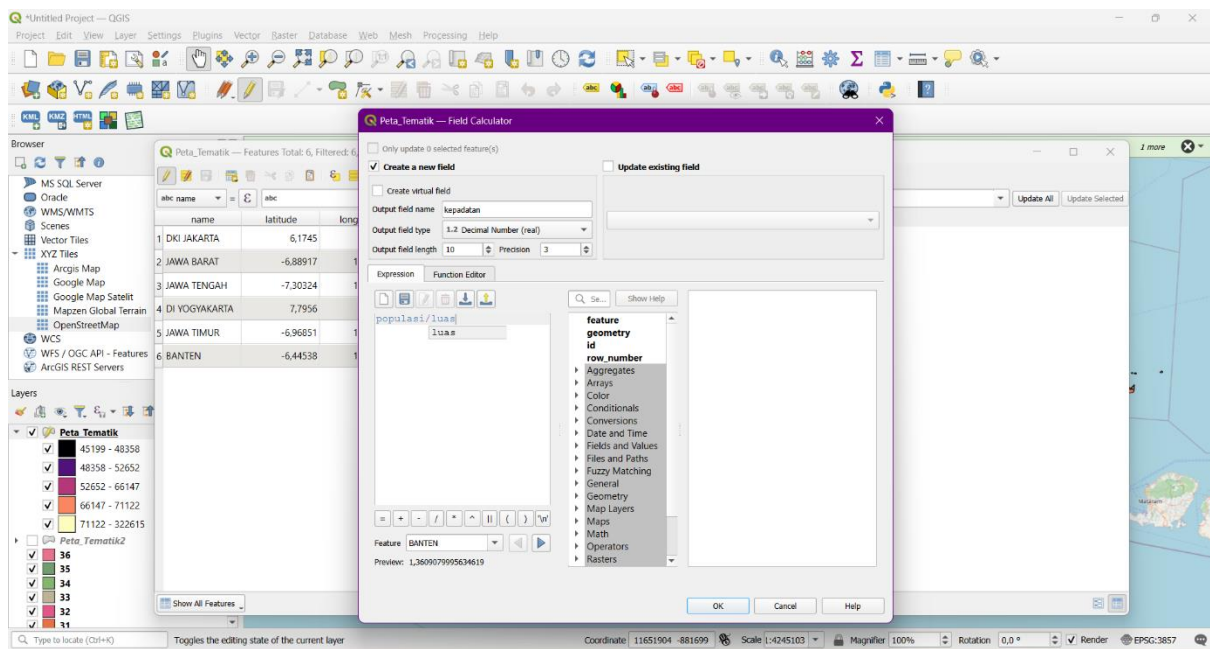 *Untitled Project — QGIS
Project Edit View Layer Settings Plugins Vector Raster Database Web Mesh Processing Help
KML KMZ HTML
Browser
MS SQL Server
Oracle
WMS/WMTS
Scenes
Vector Tiles
XYZ Tiles
Arcgis Map
Google Map
Google Map Satelit
Mapzen Global Terrain
OpenStreetMap
WCS
WFS / OGC API - Features
ArcGIS REST Servers
Layers
Peta_Tematik
45199 - 48358
48358 - 52652
52652 - 66147
66147 - 71122
71122 - 322615
Peta_Tematik2
36
35
34
33
32
31
Peta_Tematik — Features Total: 6, Filtered: 6,
abc name = ε abc
Update All Update Selected
name latitude long
1 DKI JAKARTA 6,1745
2 JAWA BARAT -6,88917 1
3 JAWA TENGAH -7,30324 1
4 DI YOGYAKARTA 7,7956
5 JAWA TIMUR -6,96851 1
6 BANTEN -6,44538 1
Show All Features
1 more
Peta_Tematik — Field Calculator
Only update 0 selected feature(s)
Create a new field
Update existing field
Create virtual field
Output field name kepadatan
Output field type 1.2 Decimal Number (real)
Output field length 10 Precision 3
Expression Function Editor
populasi/luas
luas
= + - / * ^ || ( ) '\n'
Feature BANTEN
Preview: 1,3609079995634619
Se... Show Help
feature
geometry
id
row_number
Aggregates
Arrays
Color
Conditionals
Conversions
Date and Time
Fields and Values
Files and Paths
Fuzzy Matching
General
Geometry
Map Layers
Maps
Math
Operators
Rasters
OK Cancel Help
Mataram
Type to locate (Ctrl+K) Toggles the editing state of the current layer Coordinate 11651904 -881699 Scale 1:4245103 Magnifier 100% Rotation 0,0 ° Render EPSG:3857